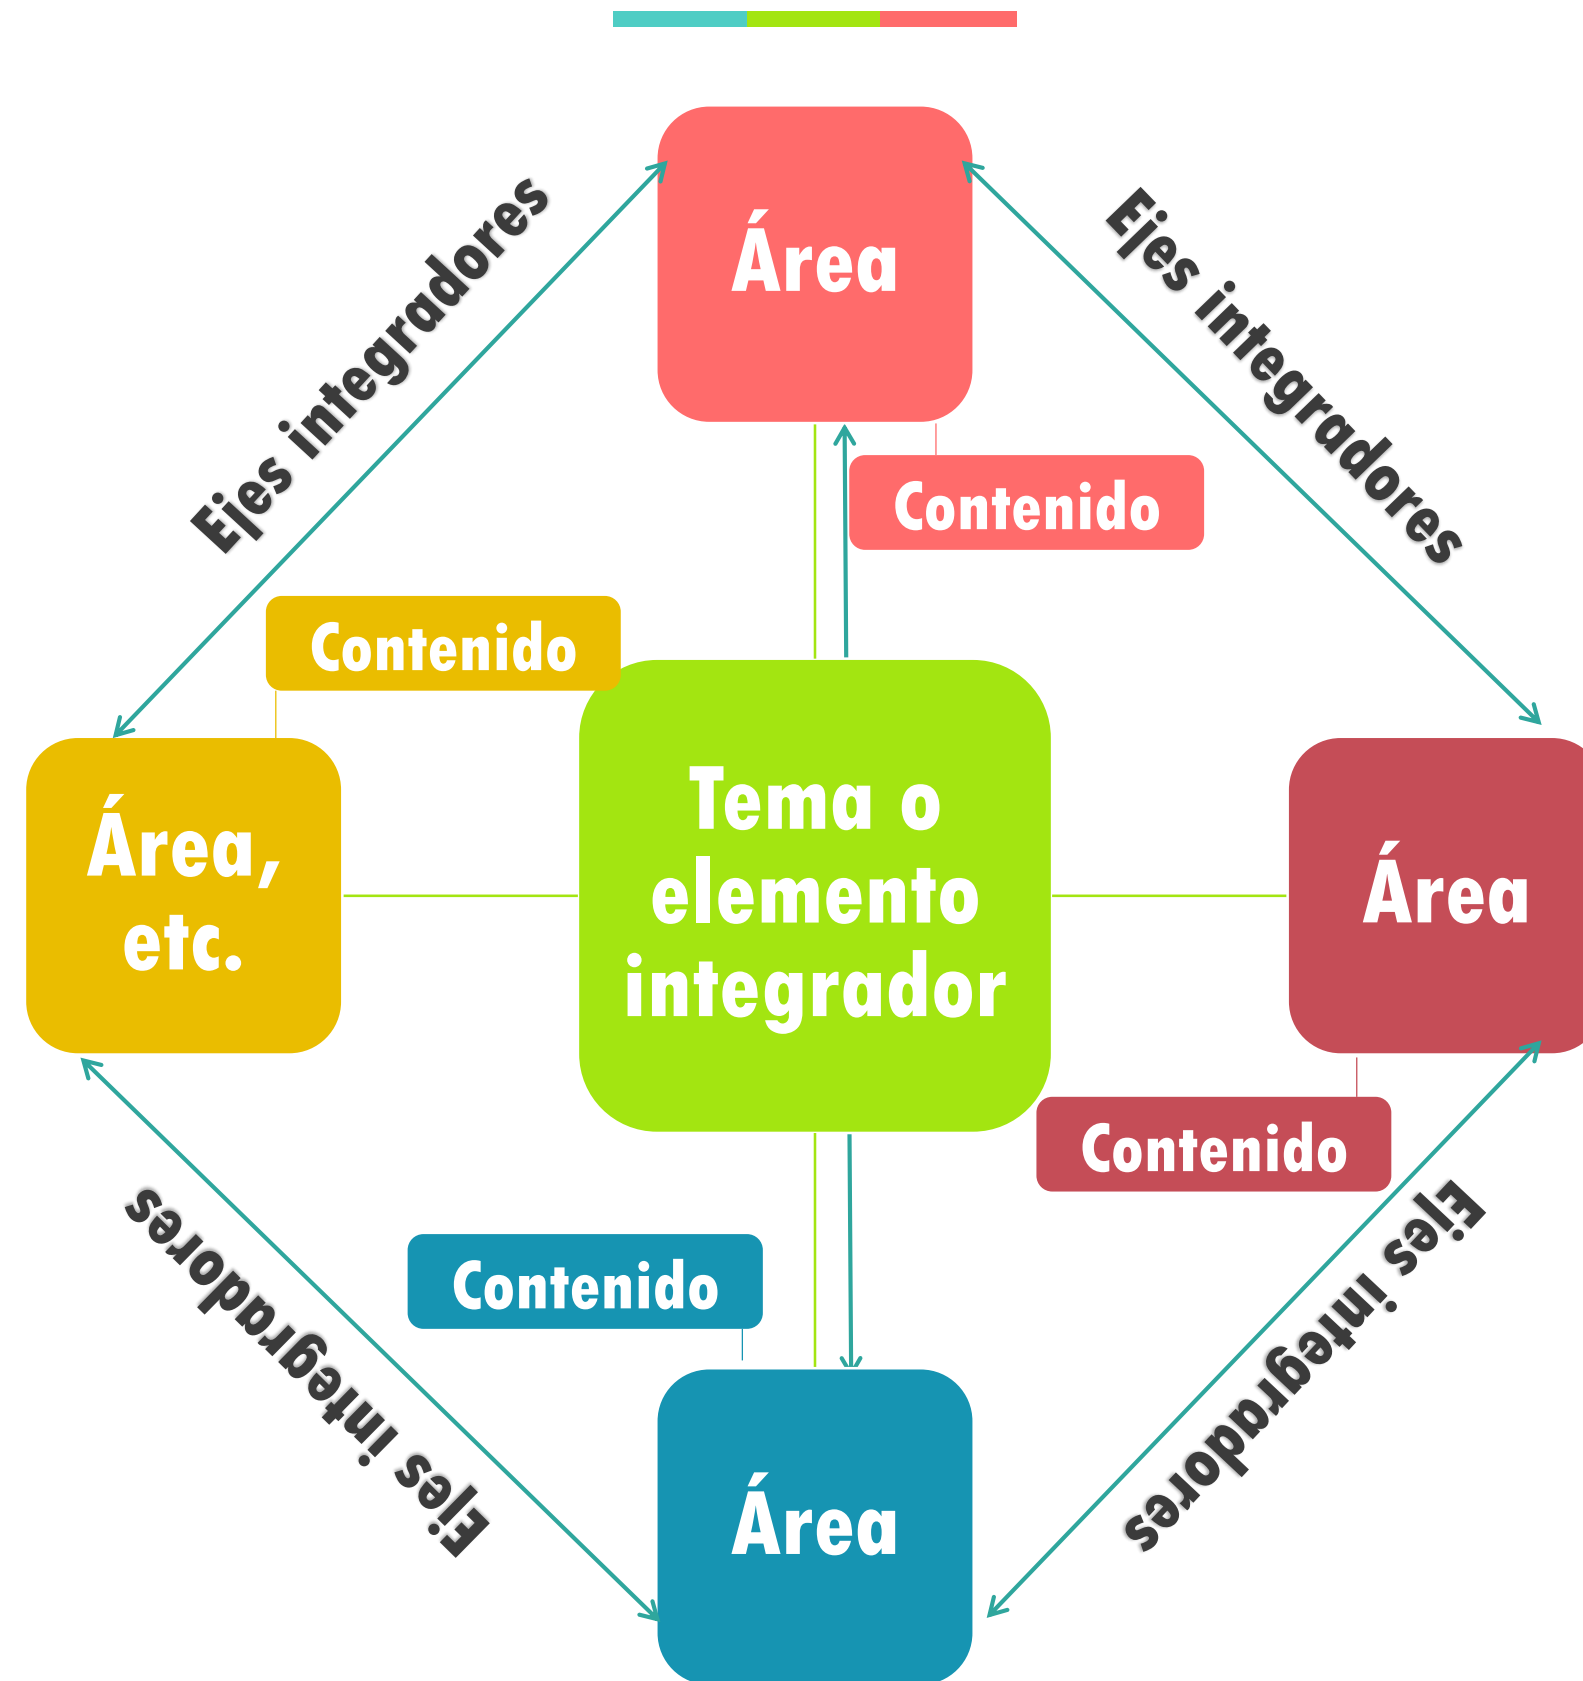 Área
Ejes integradores
Ejes integradores
Contenido
Contenido
Área,
etc.
Tema o
elemento
integrador
Área
Contenido
Contenido
Ejes integradores
Ejes integradores
Área